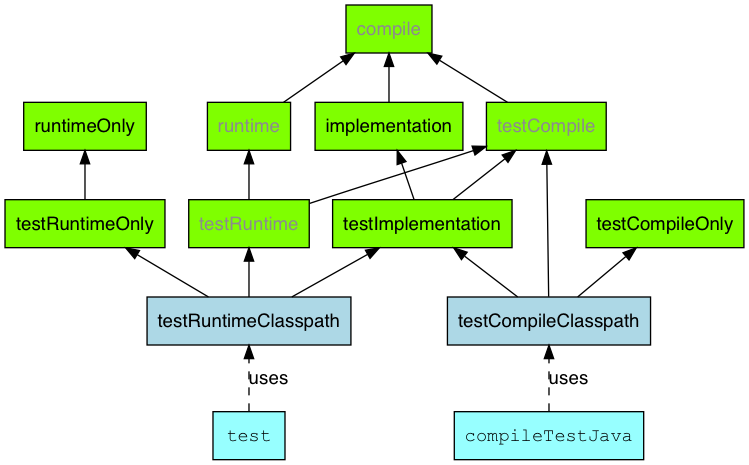 compile
runtimeOnly
runtime
implementation
testCompile
testRuntimeOnly
testRuntime
testImplementation
testCompileOnly
testRuntimeClasspath
testCompileClasspath
uses
uses
test
compileTestJava